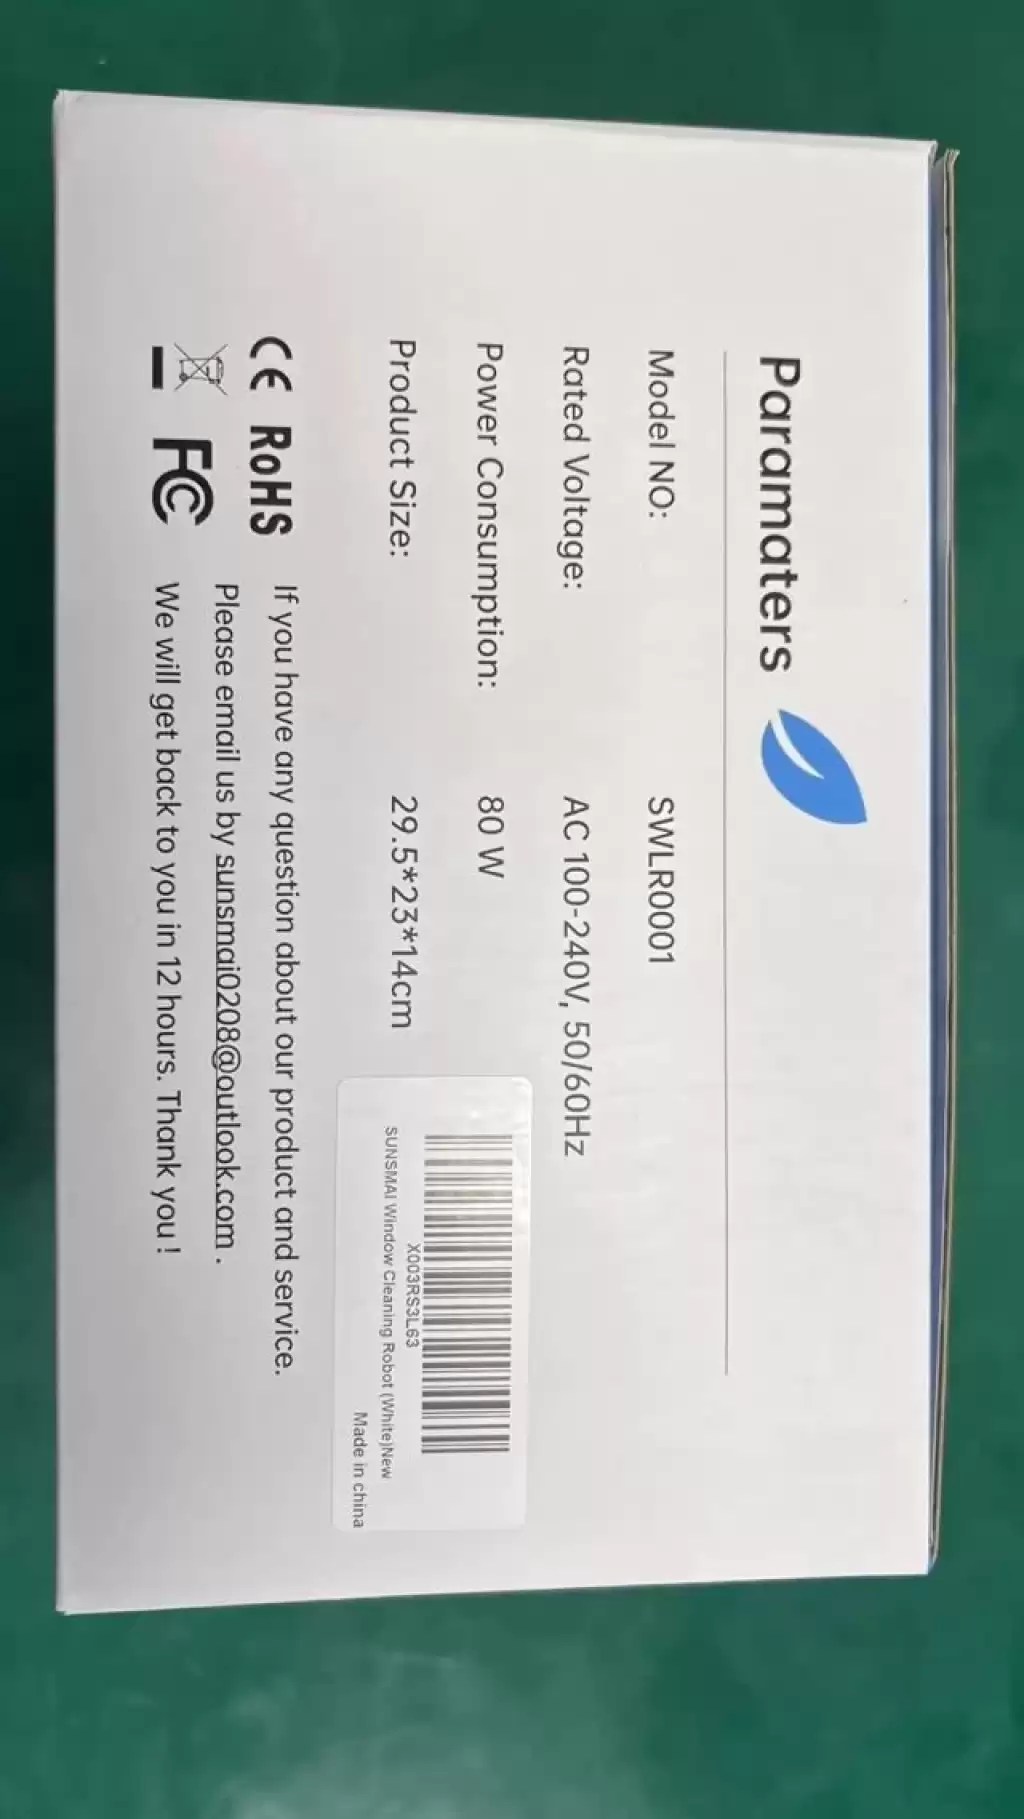 Paramaters
Model NO: SWLR0001
Rated Voltage: AC 100-240V, 50/60Hz
Power Consumption: 80 W
Product Size: 29.5*23*14cm
X003RS3L63
SUNSMAI Window Cleaning Robot (White)New
Made in china
CE RoHS
FC
If you have any question about our product and service.
Please email us by sunsmai0208@outlook.com .
We will get back to you in 12 hours. Thank you!